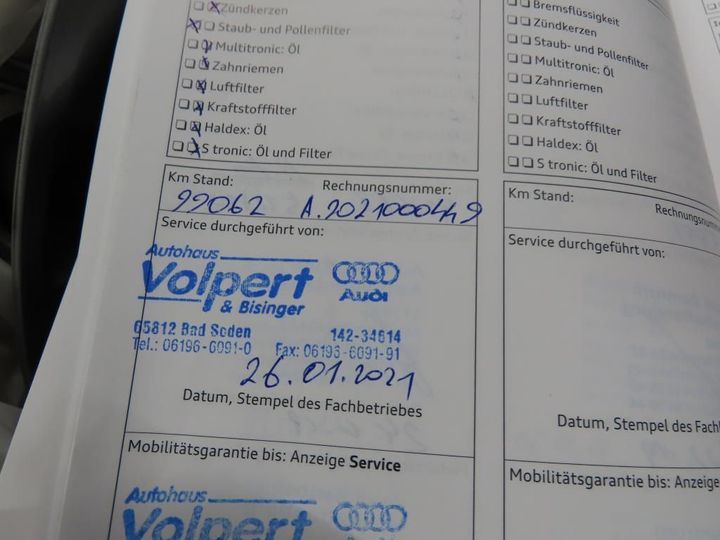 Zündkerzen
Staub- und Pollenfilter
Multitronic: Öl
Zahnriemen
Luftfilter
Kraftstofffilter
Haldex: Öl
S tronic: Öl und Filter
Km Stand: Rechnungsnummer:
99062 A.2021000449
Service durchgeführt von:
Autohaus
Volpert
& Bisinger
Audi
65812 Bad Soden 142-34614
Tel.: 06196-6091-0 Fax: 06196-6091-91
26.01.2021
Datum, Stempel des Fachbetriebes
Mobilitätsgarantie bis: Anzeige Service
Autohaus
Volpert
Bremsflüssigkeit
Zündkerzen
Staub- und Pollenfilter
Multitronic: Öl
Zahnriemen
Luftfilter
Kraftstofffilter
Haldex: Öl
S tronic: Öl und Filter
Km Stand:
Service durchgeführt von:
Datum, Stempel des
Mobilitätsgarantie bis: Anzeige